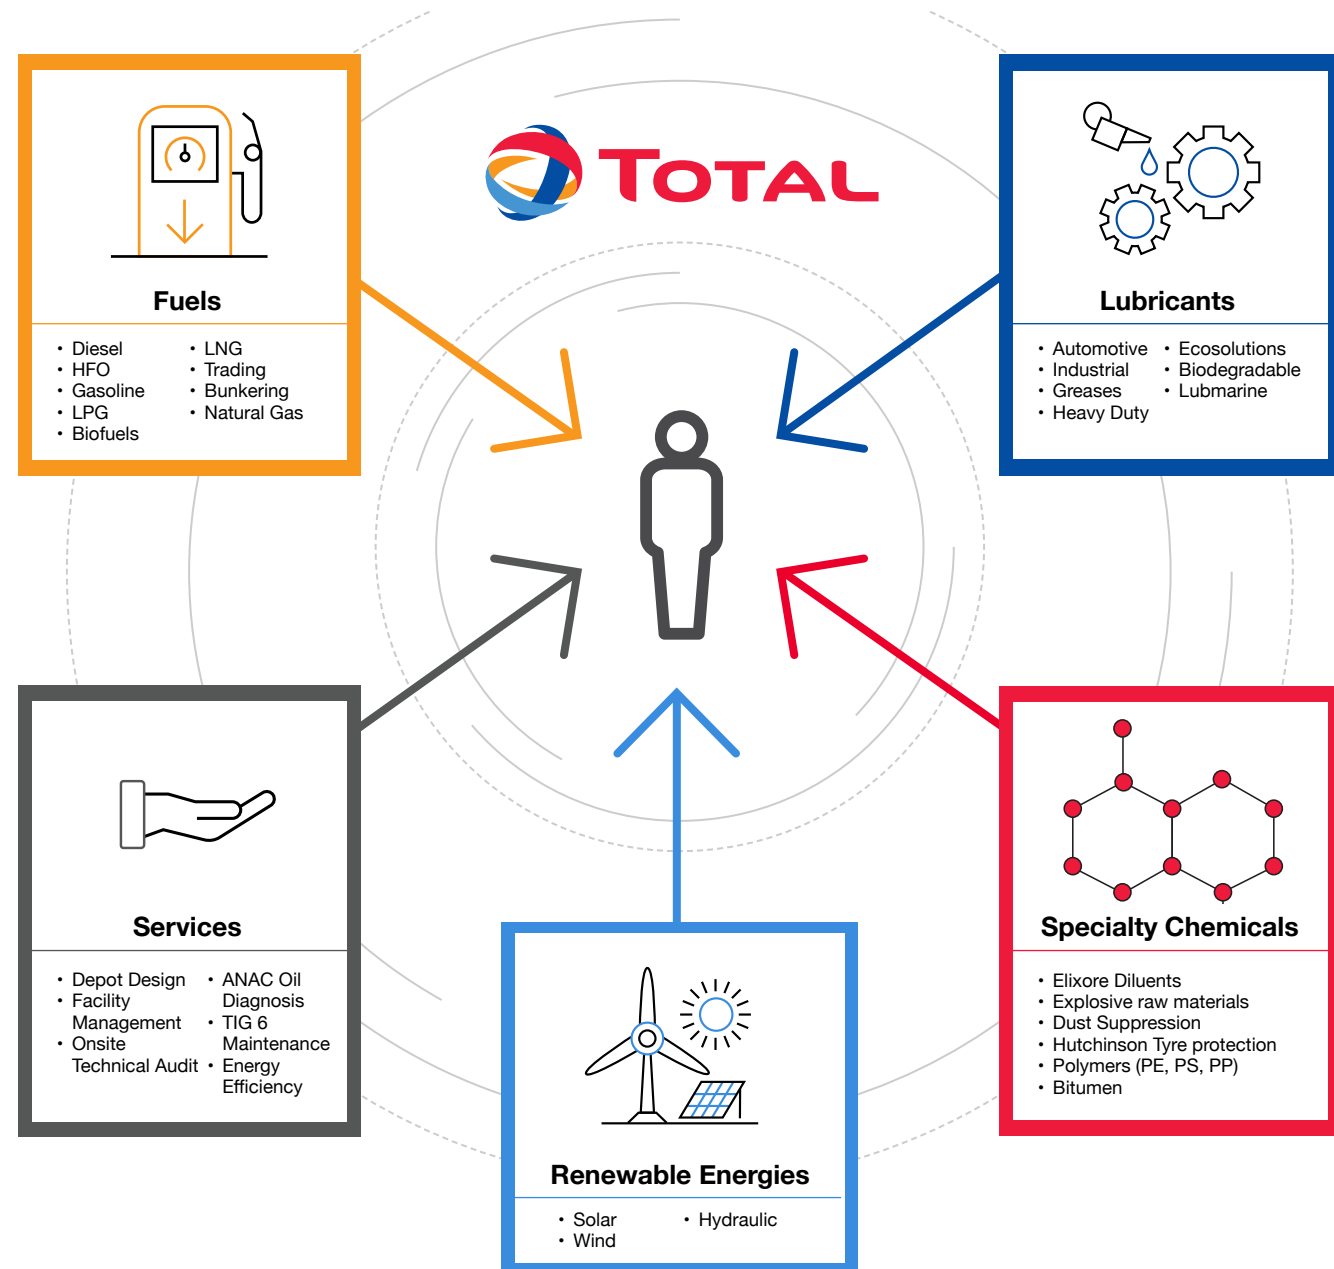 TOTAL
Fuels
• Diesel
• HFO
• Gasoline
• LPG
• Biofuels
• LNG
• Trading
• Bunkering
• Natural Gas
Lubricants
• Automotive
• Industrial
• Greases
• Heavy Duty
• Ecosolutions
• Biodegradable
• Lubmarine
Services
• Depot Design
• Facility
Management
• Onsite
Technical Audit
• ANAC Oil
Diagnosis
• TIG 6
Maintenance
• Energy
Efficiency
Specialty Chemicals
• Elixore Diluents
• Explosive raw materials
• Dust Suppression
• Hutchinson Tyre protection
• Polymers (PE, PS, PP)
• Bitumen
Renewable Energies
• Solar
• Wind
• Hydraulic